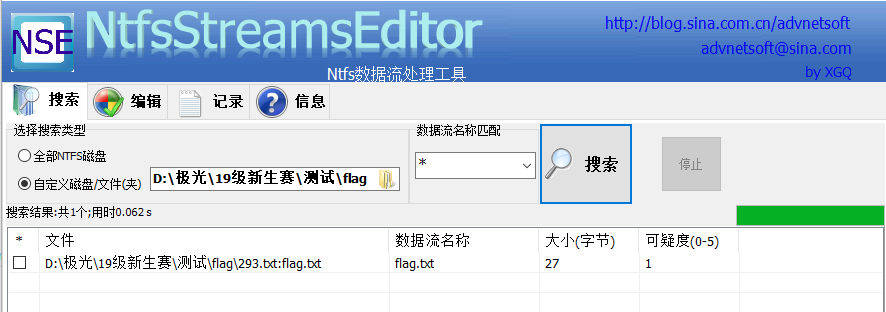 NSE NtfsStreamsEditor http://blog.sina.com.cn/advnetsoft
advnetsoft@sina.com
Ntfs数据流处理工具 by XGQ
搜索 编辑 记录 信息
选择搜索类型 数据流名称匹配
全部NTFS磁盘
* 搜索 停止
自定义磁盘/文件(夹) D:\极光\19级新生赛\测试\flag
搜索结果:共1个;用时0.062 s
* 文件 数据流名称 大小(字节) 可疑度(0-5)
D:\极光\19级新生赛\测试\flag\293.txt:flag.txt flag.txt 27 1